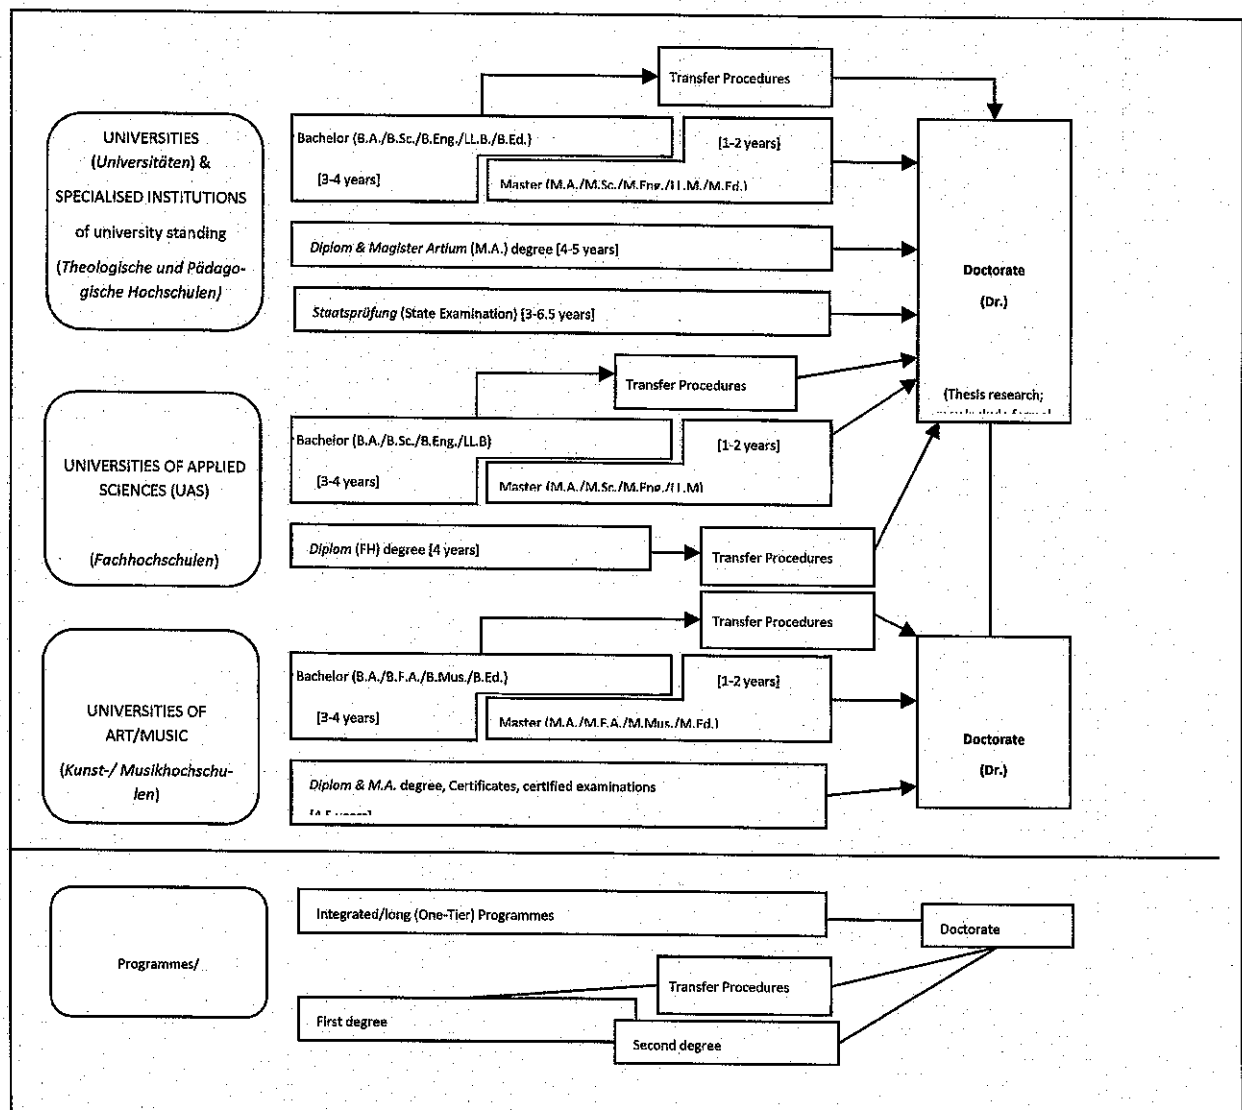 Transfer Procedures
UNIVERSITIES
(Universitäten) &
SPECIALISED INSTITUTIONS
of university standing
(Theologische und Pädago-
gische Hochschulen)
Bachelor (B.A./B.Sc./B.Eng./LL.B./B.Ed.)
[3-4 years]
[1-2 years]
Master (M.A./M.Sc./M.Eng./LL.M./M.Ed.)
Diplom & Magister Artium (M.A.) degree [4-5 years]
Staatsprüfung (State Examination) [3-6.5 years]
Doctorate
(Dr.)
(Thesis research;
Transfer Procedures
UNIVERSITIES OF APPLIED
SCIENCES (UAS)
(Fachhochschulen)
Bachelor (B.A./B.Sc./B.Eng./LL.B)
[3-4 years]
[1-2 years]
Master (M.A./M.Sc./M.Eng./LL.M)
Diplom (FH) degree [4 years]
Transfer Procedures
Transfer Procedures
UNIVERSITIES OF
ART/MUSIC
(Kunst-/ Musikhochschu-
len)
Bachelor (B.A./B.F.A./B.Mus./B.Ed.)
[3-4 years]
[1-2 years]
Master (M.A./M.F.A./M.Mus./M.Ed.)
Diplom & M.A. degree, Certificates, certified examinations
Doctorate
(Dr.)
Programmes/
Integrated/long (One-Tier) Programmes
Doctorate
Transfer Procedures
First degree
Second degree